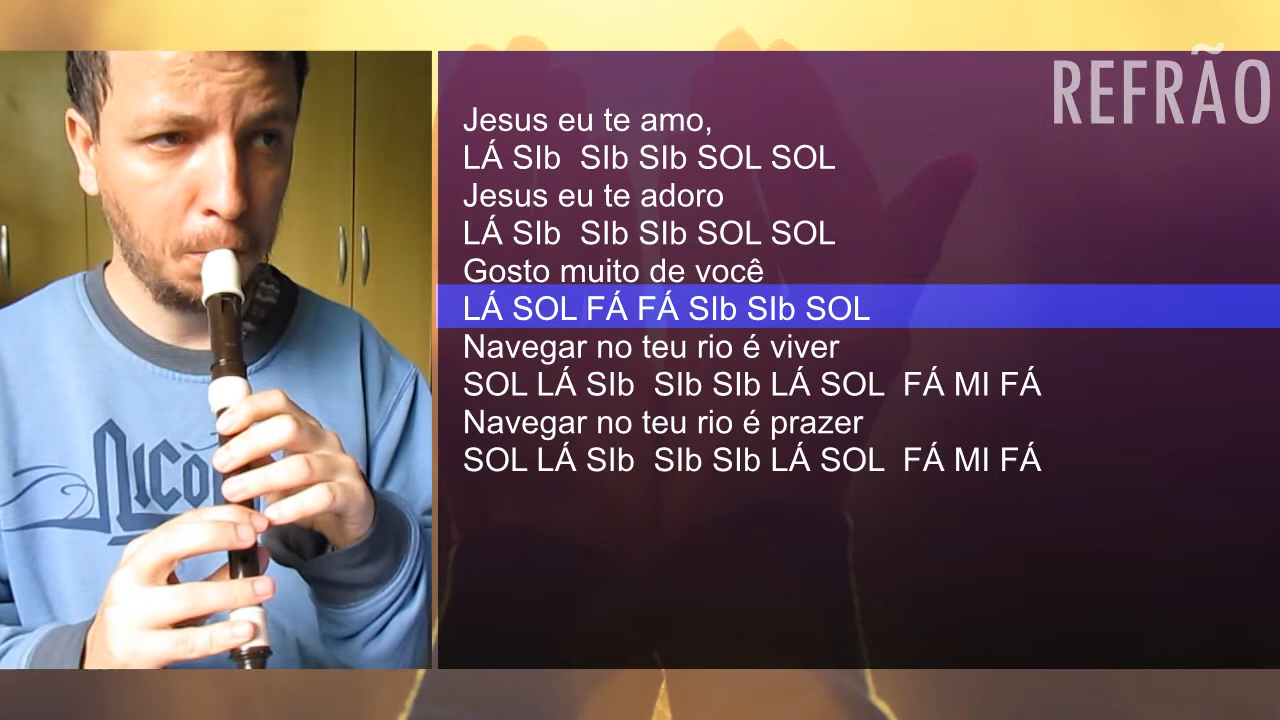 REFRÃO
Jesus eu te amo,
LÁ SIb  SIb SIb SOL SOL
Jesus eu te adoro
LÁ SIb  SIb SIb SOL SOL
Gosto muito de você
LÁ SOL FÁ FÁ SIb SIb SOL
Navegar no teu rio é viver
SOL LÁ SIb  SIb SIb LÁ SOL  FÁ MI FÁ
Navegar no teu rio é prazer
SOL LÁ SIb  SIb SIb LÁ SOL  FÁ MI FÁ